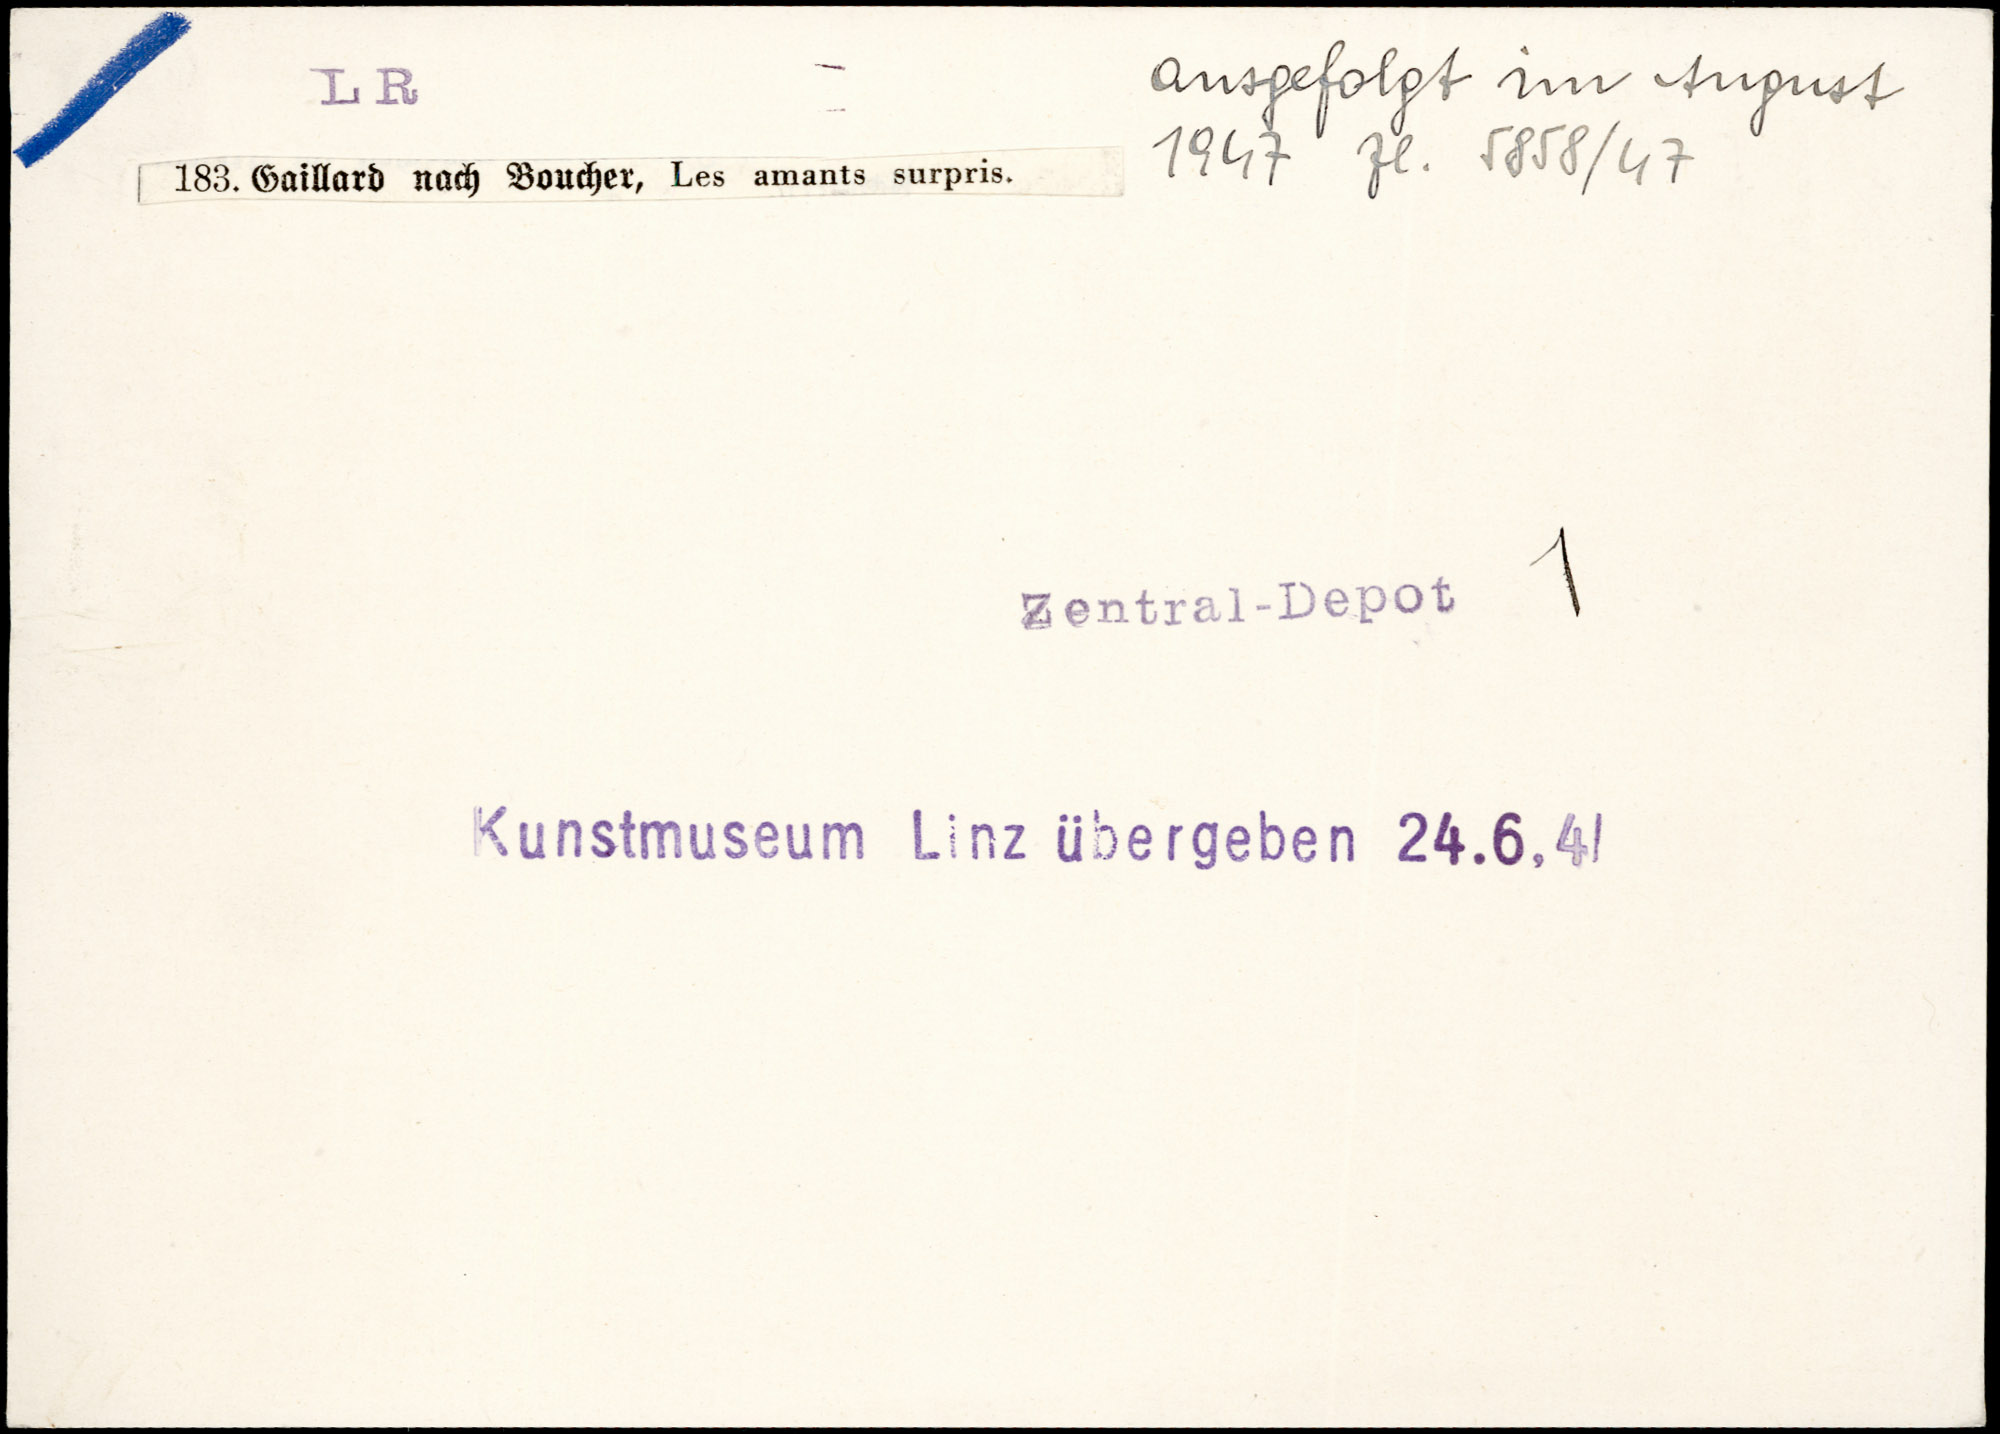 LR
ausgefolgt im August
1947 Zl. 5858/47
183. Gaillard nach Boucher, Les amants surpris.
Zentral-Depot 1
Kunstmuseum Linz übergeben 24.6.41